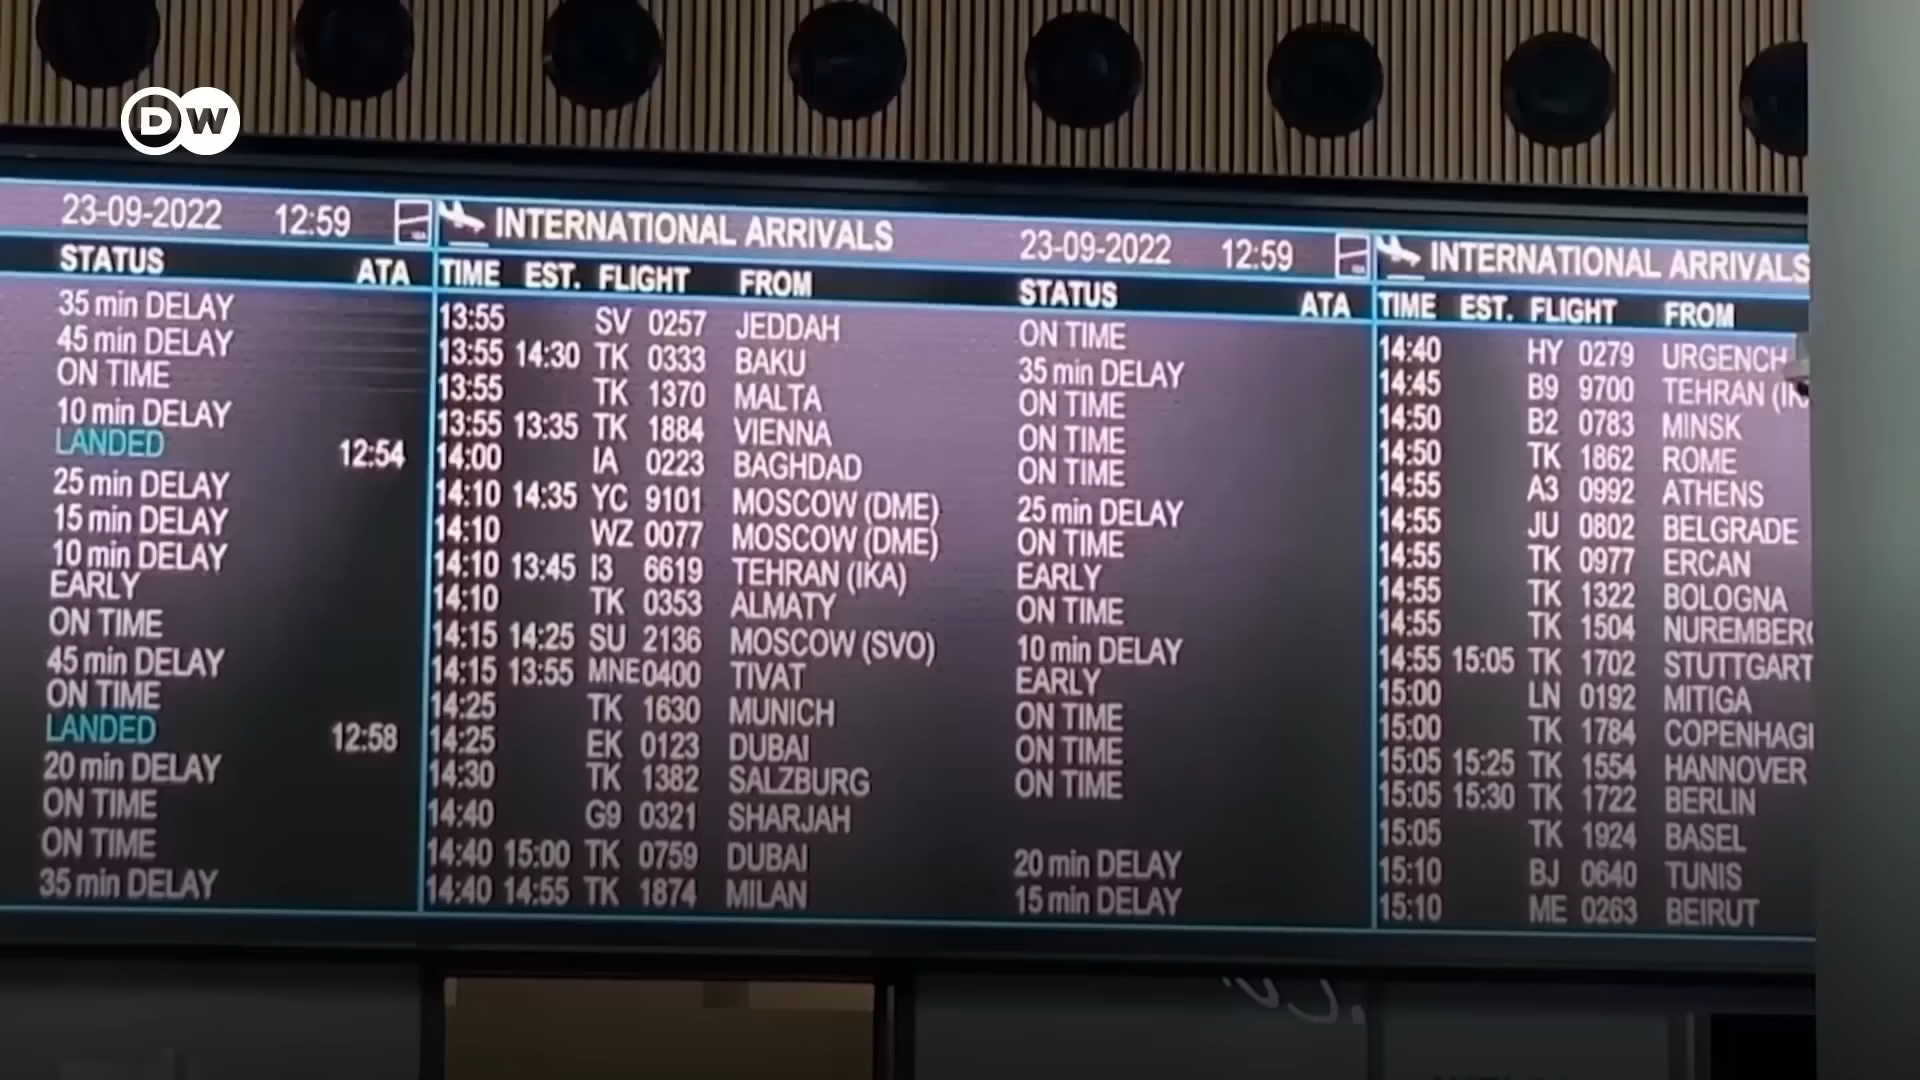 DW
23-09-2022 12:59
STATUS ATA
35 min DELAY
45 min DELAY
ON TIME
10 min DELAY
LANDED 12:54
25 min DELAY
15 min DELAY
10 min DELAY
EARLY
ON TIME
45 min DELAY
ON TIME
LANDED 12:58
20 min DELAY
ON TIME
ON TIME
35 min DELAY
INTERNATIONAL ARRIVALS 23-09-2022 12:59
TIME EST. FLIGHT FROM STATUS ATA
13:55 SV 0257 JEDDAH ON TIME
13:55 14:30 TK 0333 BAKU 35 min DELAY
13:55 TK 1370 MALTA ON TIME
13:55 13:35 TK 1884 VIENNA ON TIME
14:00 IA 0223 BAGHDAD ON TIME
14:10 14:35 YC 9101 MOSCOW (DME) 25 min DELAY
14:10 WZ 0077 MOSCOW (DME) ON TIME
14:10 13:45 I3 6619 TEHRAN (IKA) EARLY
14:10 TK 0353 ALMATY ON TIME
14:15 14:25 SU 2136 MOSCOW (SVO) 10 min DELAY
14:15 13:55 MNE0400 TIVAT EARLY
14:25 TK 1630 MUNICH ON TIME
14:25 EK 0123 DUBAI ON TIME
14:30 TK 1382 SALZBURG ON TIME
14:40 G9 0321 SHARJAH
14:40 15:00 TK 0759 DUBAI 20 min DELAY
14:40 14:55 TK 1874 MILAN 15 min DELAY
INTERNATIONAL ARRIVALS
TIME EST. FLIGHT FROM
14:40 HY 0279 URGENCH
14:45 B9 9700 TEHRAN (IK
14:50 B2 0783 MINSK
14:50 TK 1862 ROME
14:55 A3 0992 ATHENS
14:55 JU 0802 BELGRADE
14:55 TK 0977 ERCAN
14:55 TK 1322 BOLOGNA
14:55 TK 1504 NUREMBERG
14:55 15:05 TK 1702 STUTTGART
15:00 LN 0192 MITIGA
15:00 TK 1784 COPENHAG
15:05 15:25 TK 1554 HANNOVER
15:05 15:30 TK 1722 BERLIN
15:05 TK 1924 BASEL
15:10 BJ 0640 TUNIS
15:10 ME 0263 BEIRUT